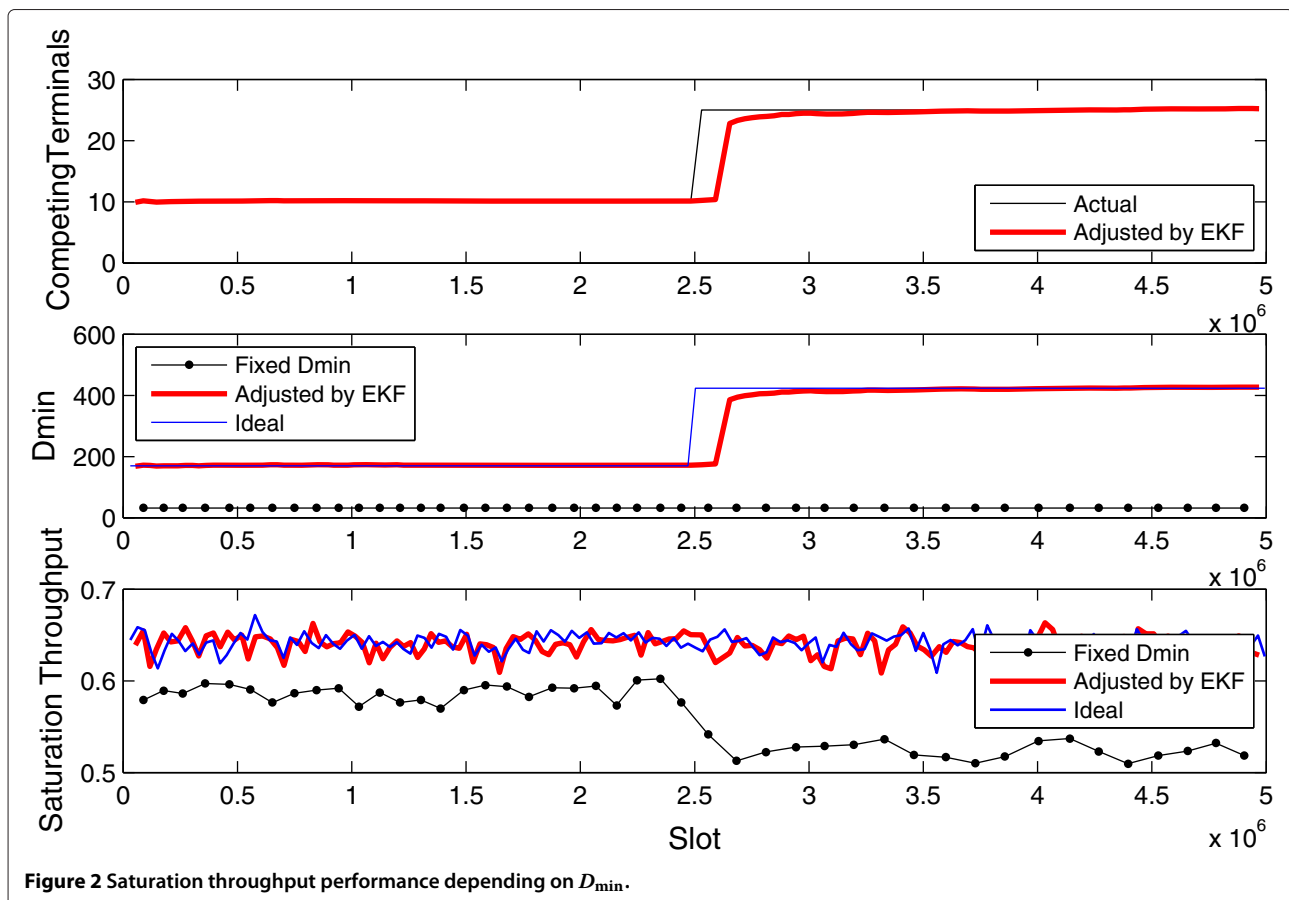 CompetingTerminals
30
20
10
0
Actual
Adjusted by EKF
0 0.5 1 1.5 2 2.5 3 3.5 4 4.5 5
x 10^6
Dmin
600
400
200
0
Fixed Dmin
Adjusted by EKF
Ideal
0 0.5 1 1.5 2 2.5 3 3.5 4 4.5 5
x 10^6
Saturation Throughput
0.7
0.6
0.5
Fixed Dmin
Adjusted by EKF
Ideal
0 0.5 1 1.5 2 2.5 3 3.5 4 4.5 5
Slot
x 10^6
Figure 2 Saturation throughput performance depending on D_min.